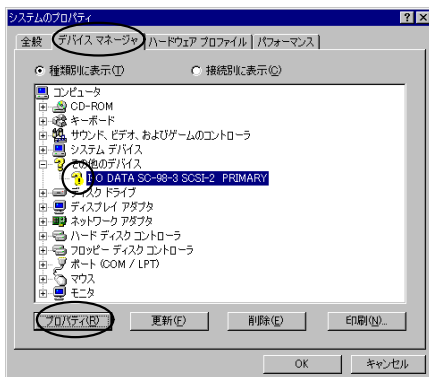 システムのプロパティ
全般 デバイス マネージャ ハードウェア プロファイル パフォーマンス
種類別に表示(T) 接続別に表示(C)
コンピュータ
CD-ROM
キーボード
サウンド、ビデオ、およびゲームのコントローラ
システム デバイス
その他のデバイス
I O DATA SC-98-3 SCSI-2 PRIMARY
ディスク ドライブ
ディスプレイ アダプタ
ネットワーク アダプタ
ハード ディスク コントローラ
フロッピー ディスク コントローラ
ポート (COM / LPT)
マウス
モニタ
プロパティ(R) 更新(F) 削除(E) 印刷(N)...
OK キャンセル